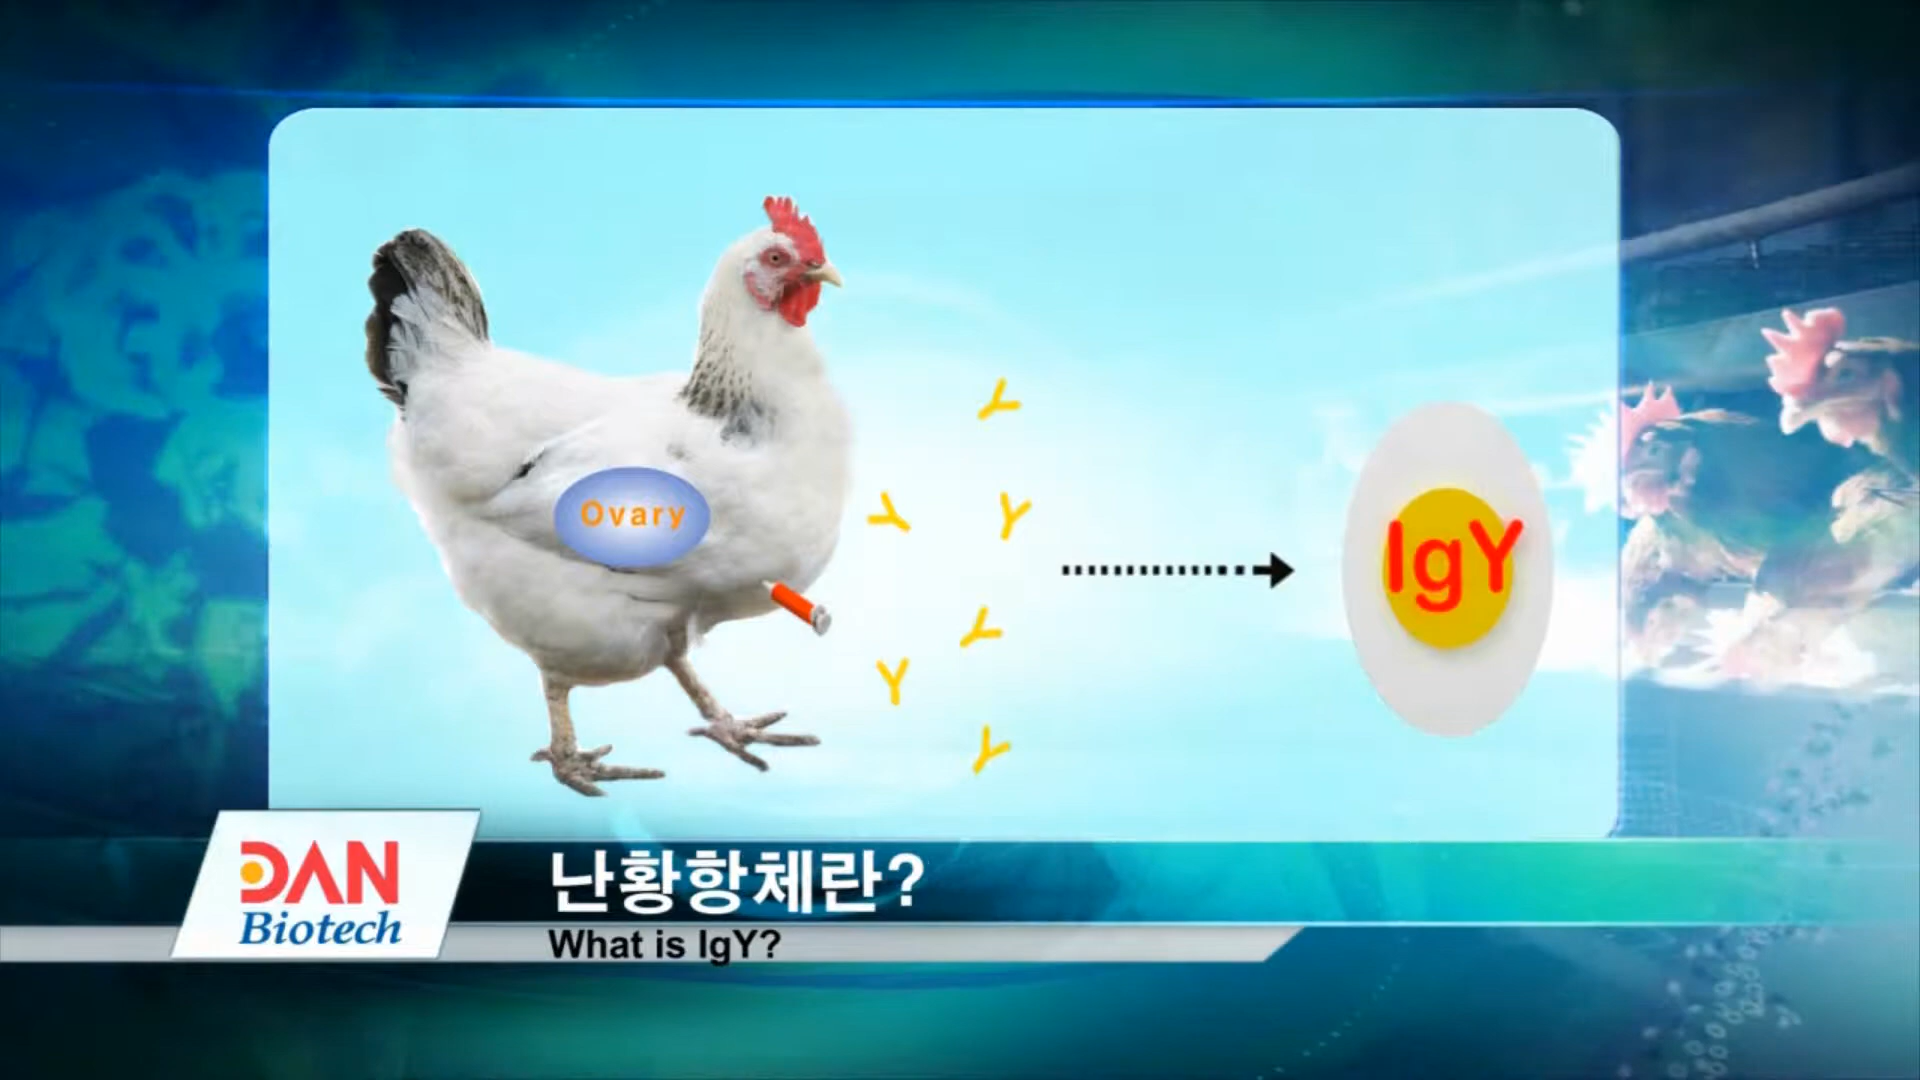 Ovary
IgY
DAN
Biotech
난황항체란?
What is IgY?